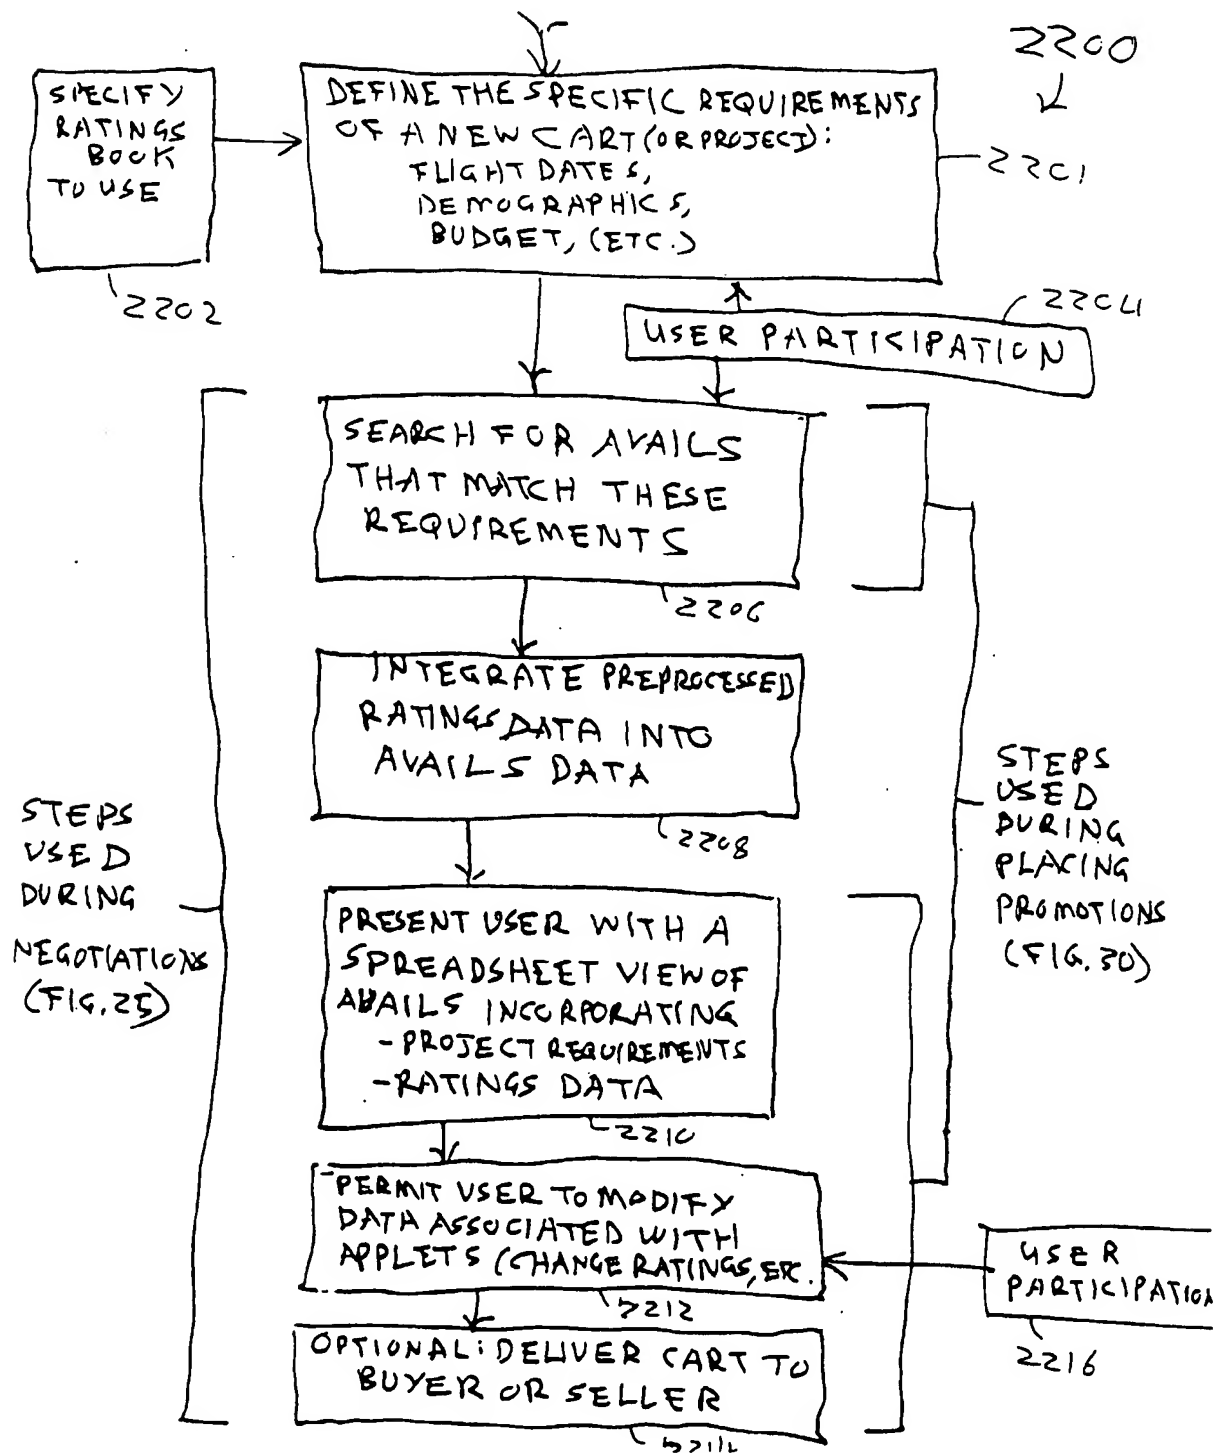 2200
SPECIFY
RATINGS
BOOK
TO USE
2202
DEFINE THE SPECIFIC REQUIREMENTS
OF A NEW CART (OR PROJECT):
FLIGHT DATES,
DEMOGRAPHICS,
BUDGET, (ETC.)
2201
2204
USER PARTICIPATION
SEARCH FOR AVAILS
THAT MATCH THESE
REQUIREMENTS
2206
INTEGRATE PREPROCESSED
RATINGS DATA INTO
AVAILS DATA
2208
STEPS
USED
DURING
NEGOTIATIONS
(FIG. 25)
STEPS
USED
DURING
PLACING
PROMOTIONS
(FIG. 30)
PRESENT USER WITH A
SPREADSHEET VIEW OF
AVAILS INCORPORATING
- PROJECT REQUIREMENTS
- RATINGS DATA
2210
PERMIT USER TO MODIFY
DATA ASSOCIATED WITH
APPLETS (CHANGE RATINGS, ETC.
2212
USER
PARTICIPATION
2216
OPTIONAL: DELIVER CART TO
BUYER OR SELLER